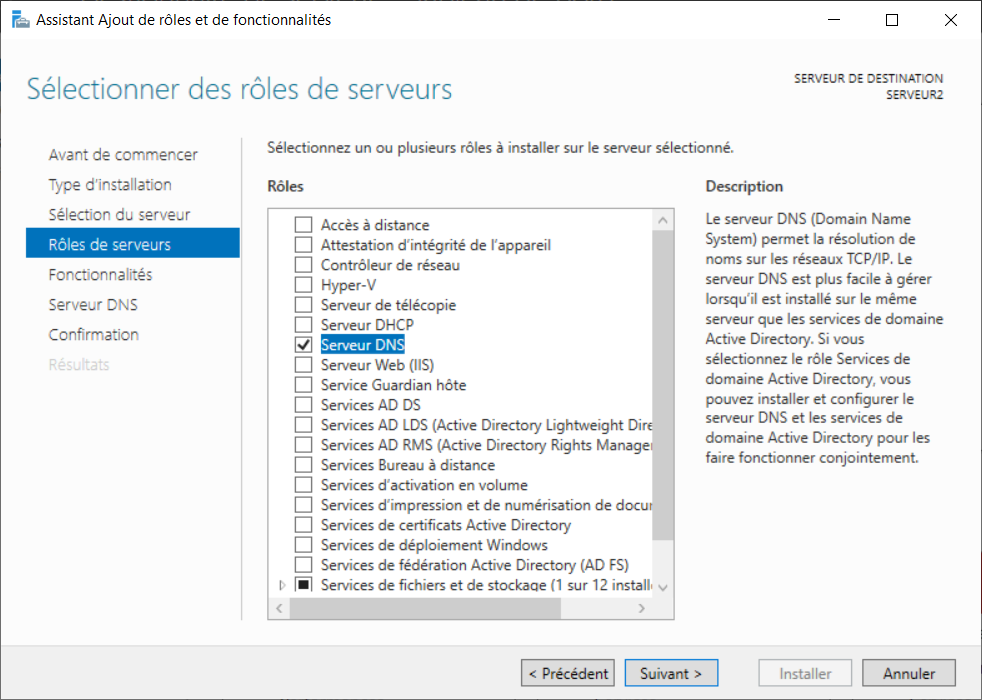 Assistant Ajout de rôles et de fonctionnalités
Sélectionner des rôles de serveurs
SERVEUR DE DESTINATION
SERVEUR2
Avant de commencer
Type d'installation
Sélection du serveur
Rôles de serveurs
Fonctionnalités
Serveur DNS
Confirmation
Résultats
Sélectionnez un ou plusieurs rôles à installer sur le serveur sélectionné.
Rôles
Accès à distance
Attestation d'intégrité de l'appareil
Contrôleur de réseau
Hyper-V
Serveur de télécopie
Serveur DHCP
Serveur DNS
Serveur Web (IIS)
Service Guardian hôte
Services AD DS
Services AD LDS (Active Directory Lightweight Dire
Services AD RMS (Active Directory Rights Manager
Services Bureau à distance
Services d'activation en volume
Services d'impression et de numérisation de docu
Services de certificats Active Directory
Services de déploiement Windows
Services de fédération Active Directory (AD FS)
Services de fichiers et de stockage (1 sur 12 install
Description
Le serveur DNS (Domain Name
System) permet la résolution de
noms sur les réseaux TCP/IP. Le
serveur DNS est plus facile à gérer
lorsqu'il est installé sur le même
serveur que les services de domaine
Active Directory. Si vous
sélectionnez le rôle Services de
domaine Active Directory, vous
pouvez installer et configurer le
serveur DNS et les services de
domaine Active Directory pour les
faire fonctionner conjointement.
< Précédent
Suivant >
Installer
Annuler